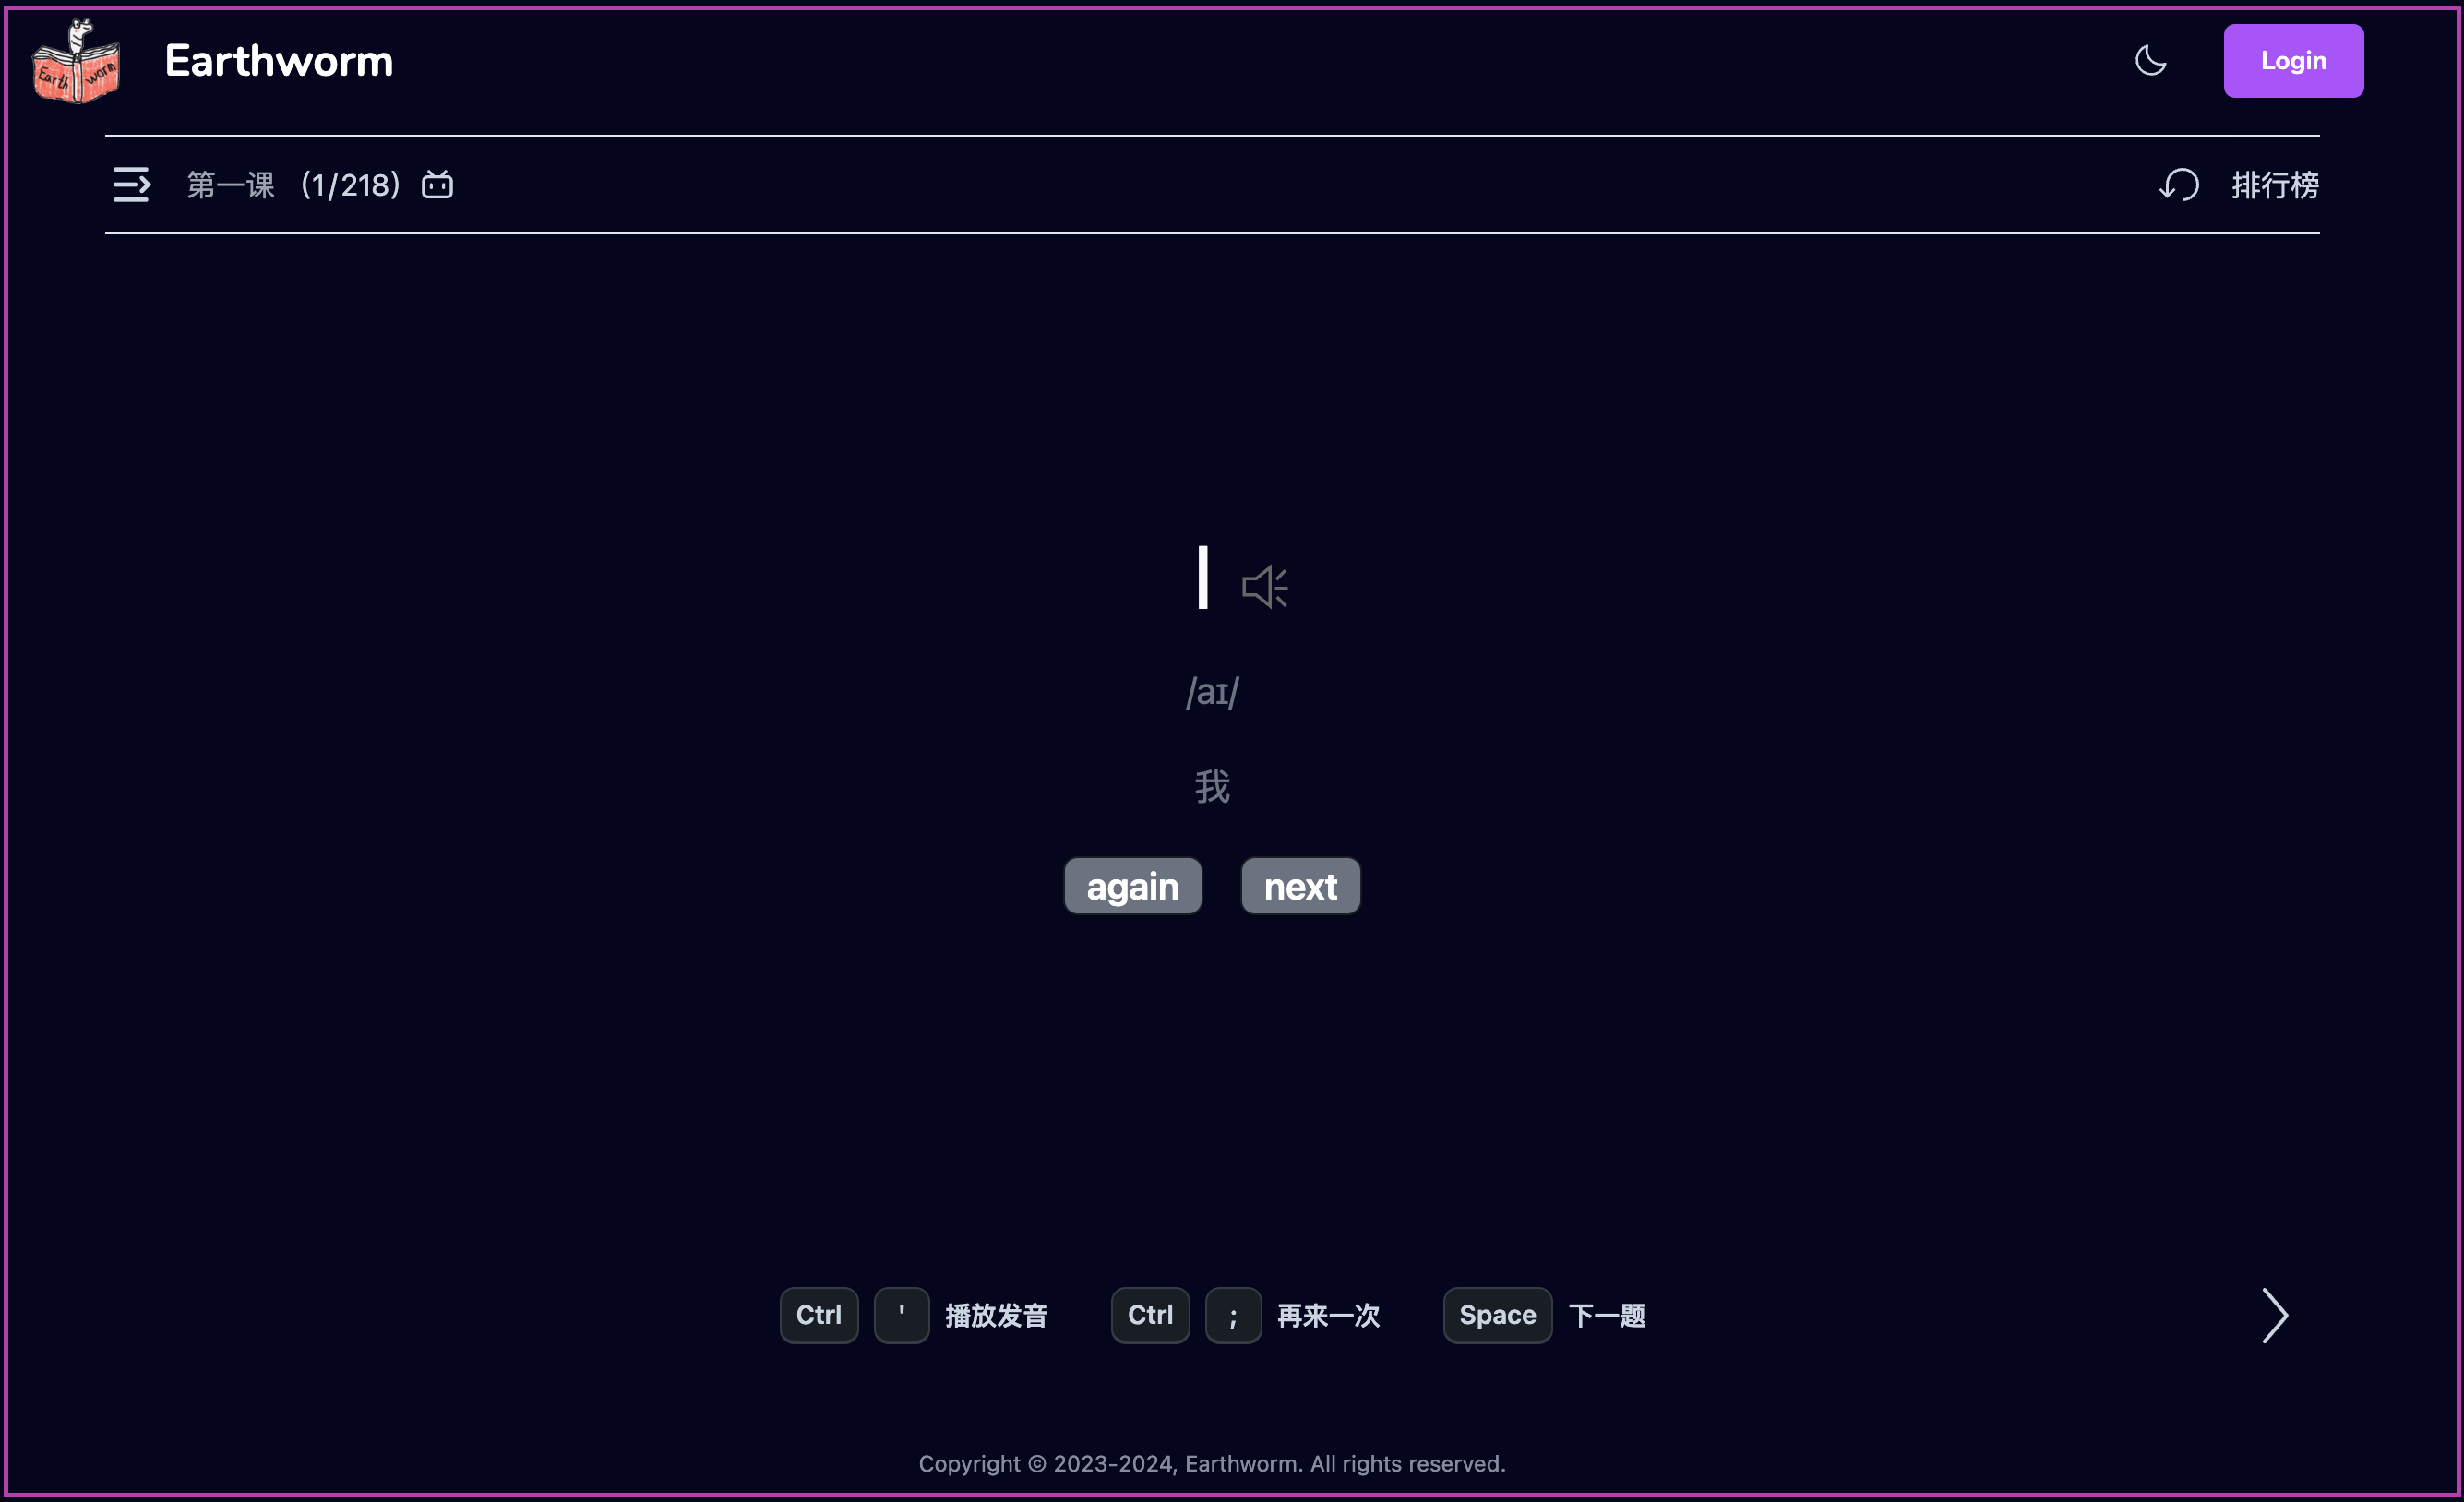 Earth worm
Earthworm
Login
第一课 (1/218)
排行榜
I
/aɪ/
我
again next
Ctrl ' 播放发音 Ctrl ; 再来一次 Space 下一题
Copyright © 2023-2024, Earthworm. All rights reserved.